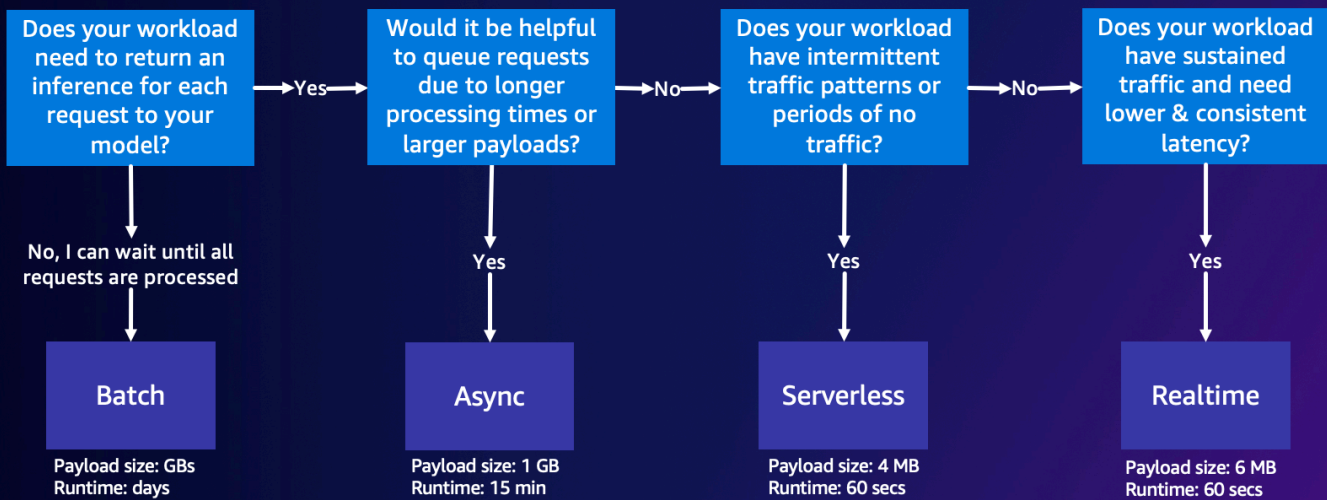 Does your workload
need to return an
inference for each
request to your
model?
Yes
Would it be helpful
to queue requests
due to longer
processing times or
larger payloads?
No
Does your workload
have intermittent
traffic patterns or
periods of no
traffic?
No
Does your workload
have sustained
traffic and need
lower & consistent
latency?
No, I can wait until all
requests are processed
Yes
Yes
Yes
Batch
Async
Serverless
Realtime
Payload size: GBs
Runtime: days
Payload size: 1 GB
Runtime: 15 min
Payload size: 4 MB
Runtime: 60 secs
Payload size: 6 MB
Runtime: 60 secs